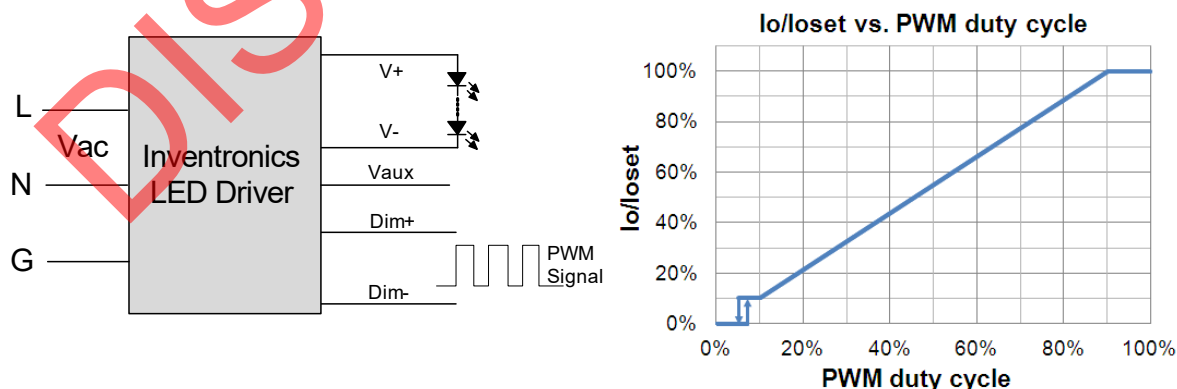 DIS
L
Vac
N
G
Inventronics
LED Driver
V+
V-
Vaux
Dim+
PWM
Signal
Dim-
Io/Ioset vs. PWM duty cycle
Io/Ioset
100%
80%
60%
40%
20%
0%
0% 20% 40% 60% 80% 100%
PWM duty cycle